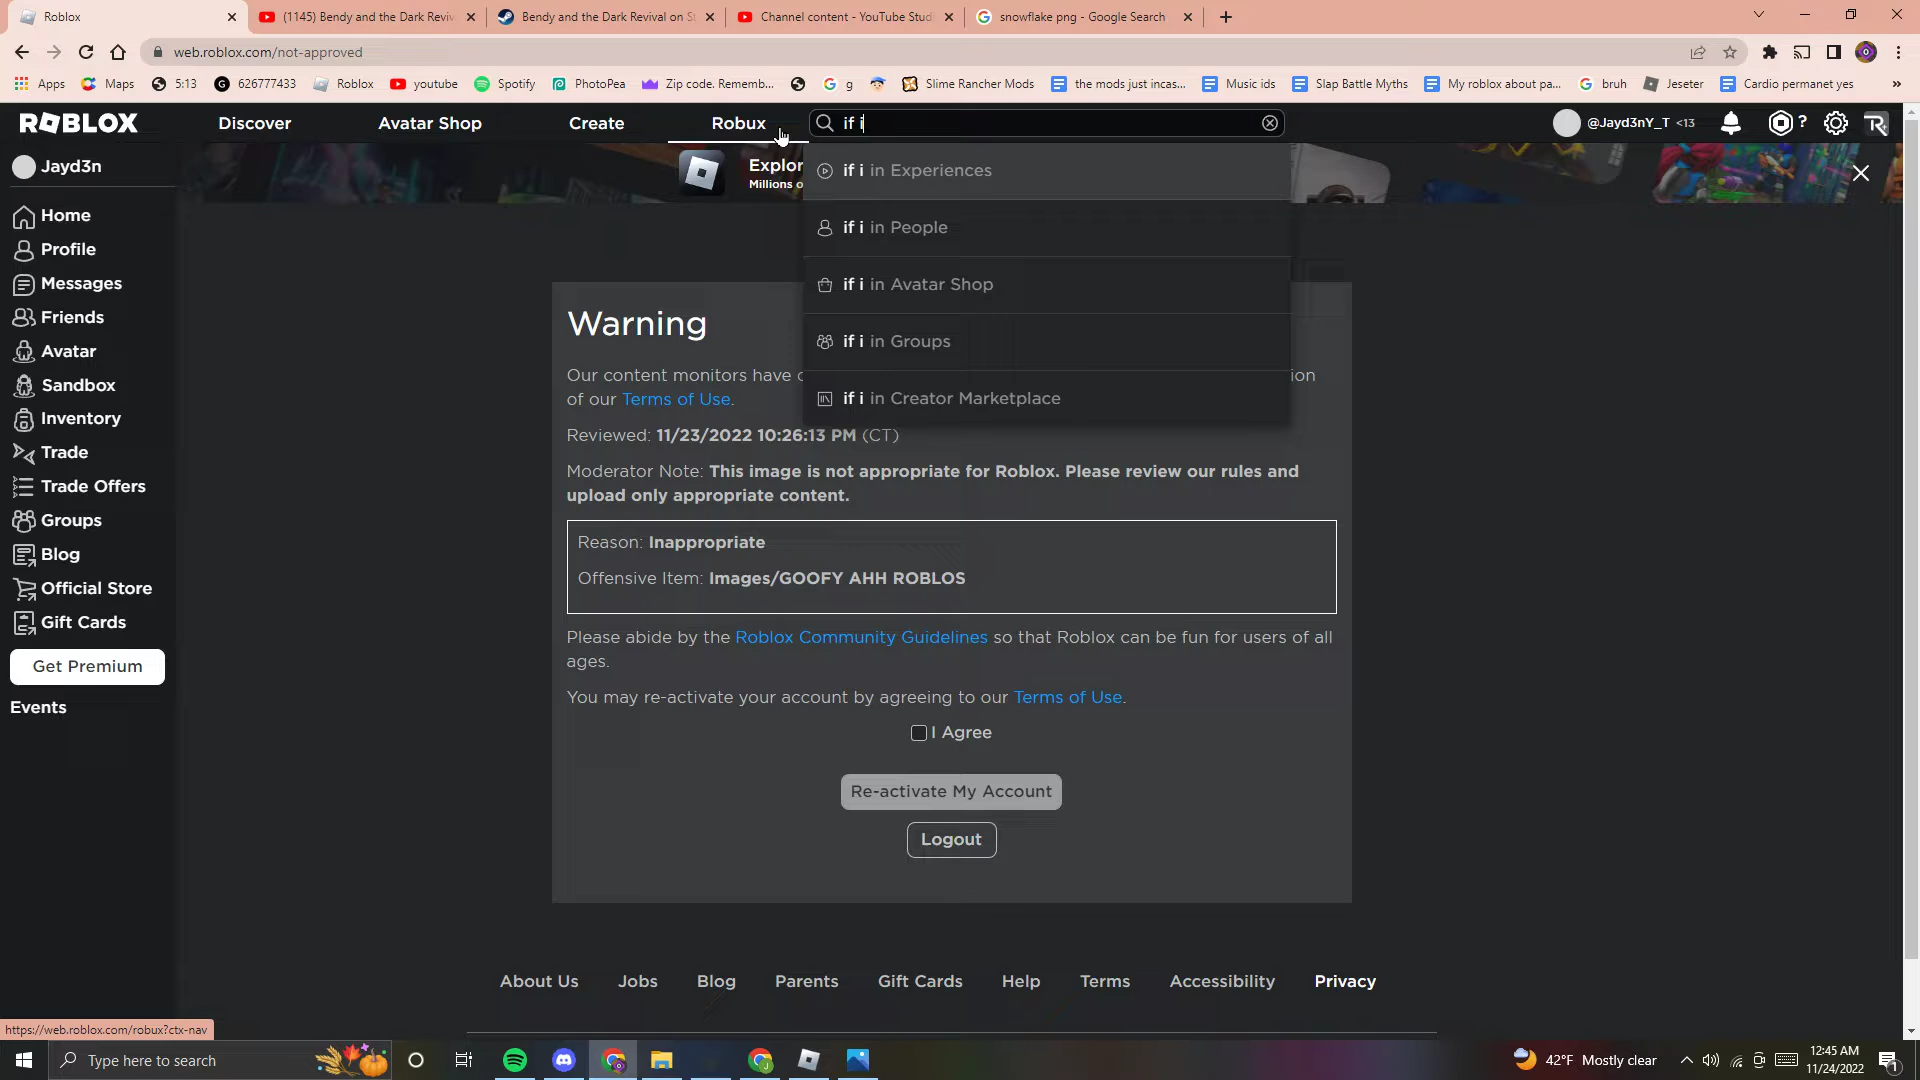 Roblox
(1145) Bendy and the Dark Reviv
Bendy and the Dark Revival on S
Channel content - YouTube Studi
snowflake png - Google Search
web.roblox.com/not-approved
Apps
Maps
5:13
626777433
Roblox
youtube
Spotify
PhotoPea
Zip code. Rememb...
g
Slime Rancher Mods
the mods just incas...
Music ids
Slap Battle Myths
My roblox about pa...
bruh
Jeseter
Cardio permanet yes
»
ROBLOX
Discover
Avatar Shop
Create
Robux
if i
@Jayd3nY_T <13
?
Jayd3n
Explor
Millions o
if i in Experiences
if i in People
if i in Avatar Shop
if i in Groups
if i in Creator Marketplace
Home
Profile
Messages
Friends
Avatar
Sandbox
Inventory
Trade
Trade Offers
Groups
Blog
Official Store
Gift Cards
Get Premium
Events
Warning
Our content monitors have
ion
of our Terms of Use.
Reviewed: 11/23/2022 10:26:13 PM (CT)
Moderator Note: This image is not appropriate for Roblox. Please review our rules and
upload only appropriate content.
Reason: Inappropriate
Offensive Item: Images/GOOFY AHH ROBLOS
Please abide by the Roblox Community Guidelines so that Roblox can be fun for users of all
ages.
You may re-activate your account by agreeing to our Terms of Use.
I Agree
Re-activate My Account
Logout
About Us
Jobs
Blog
Parents
Gift Cards
Help
Terms
Accessibility
Privacy
https://web.roblox.com/robux?ctx-nav
Type here to search
42°F Mostly clear
12:45 AM
11/24/2022
1